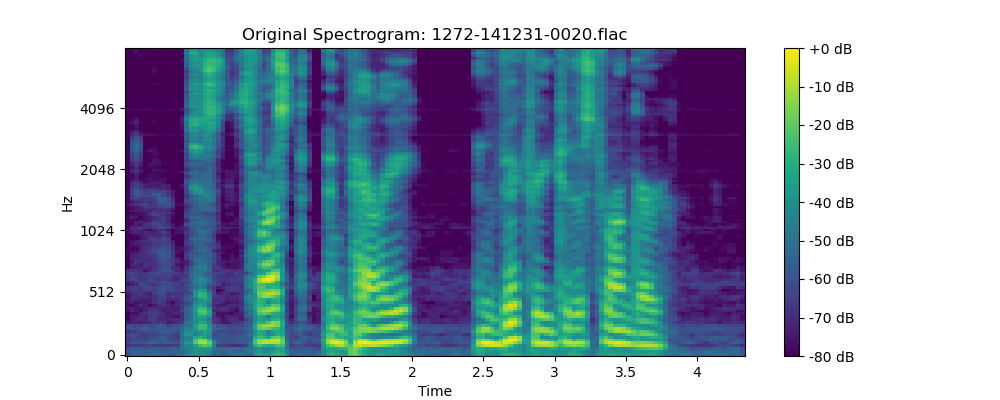 Original Spectrogram: 1272-141231-0020.flac
Hz
4096
2048
1024
512
0
0
0.5
1
1.5
2
2.5
3
3.5
4
Time
+0 dB
-10 dB
-20 dB
-30 dB
-40 dB
-50 dB
-60 dB
-70 dB
-80 dB